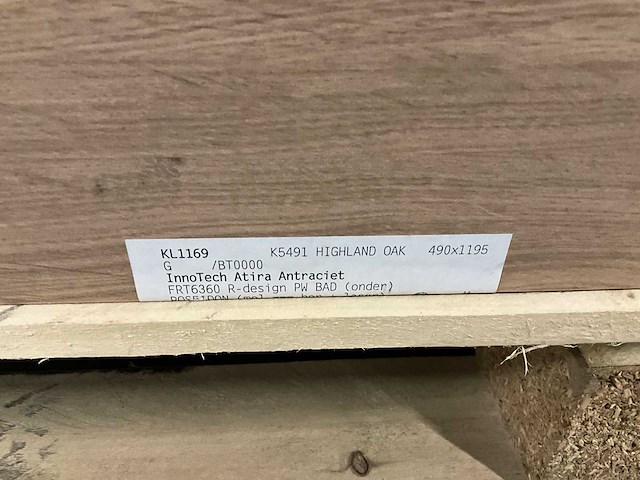 KL1169 K5491 HIGHLAND OAK 490x1195
G /BT0000
InnoTech Atira Antraciet
FRT6360 R-design PW BAD (onder)